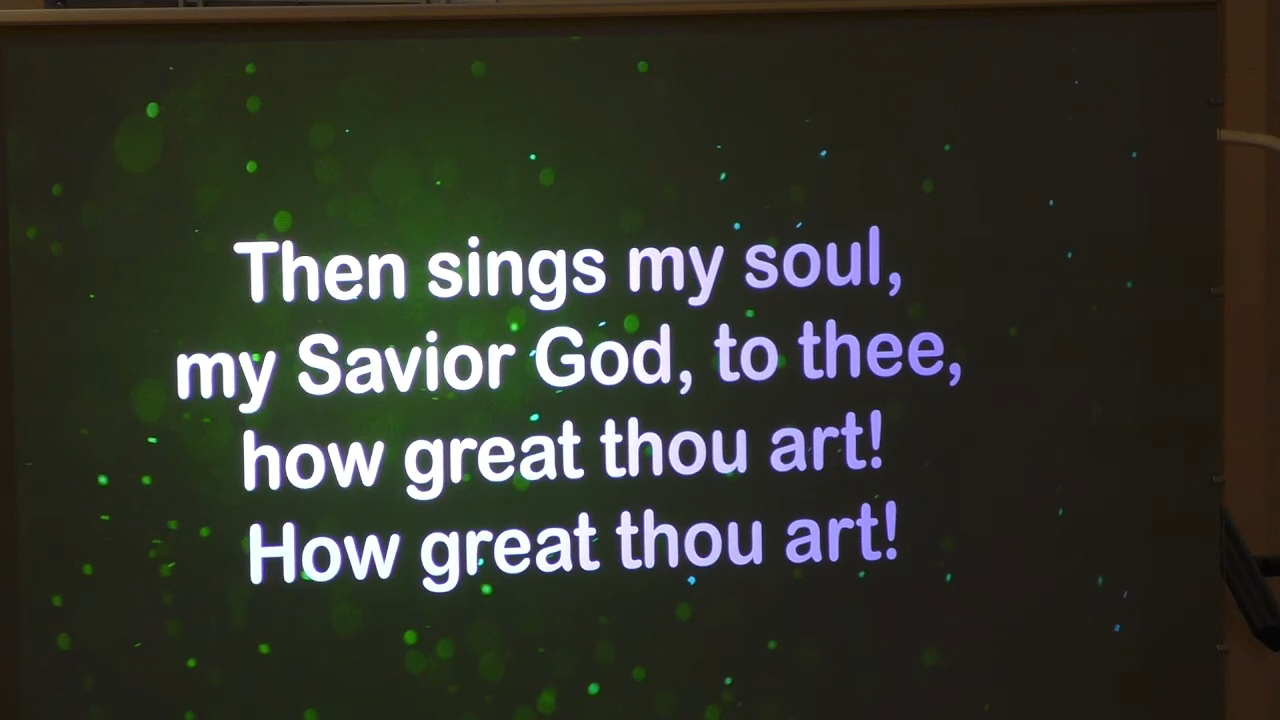 Then sings my soul,
my Savior God, to thee,
how great thou art!
How great thou art!